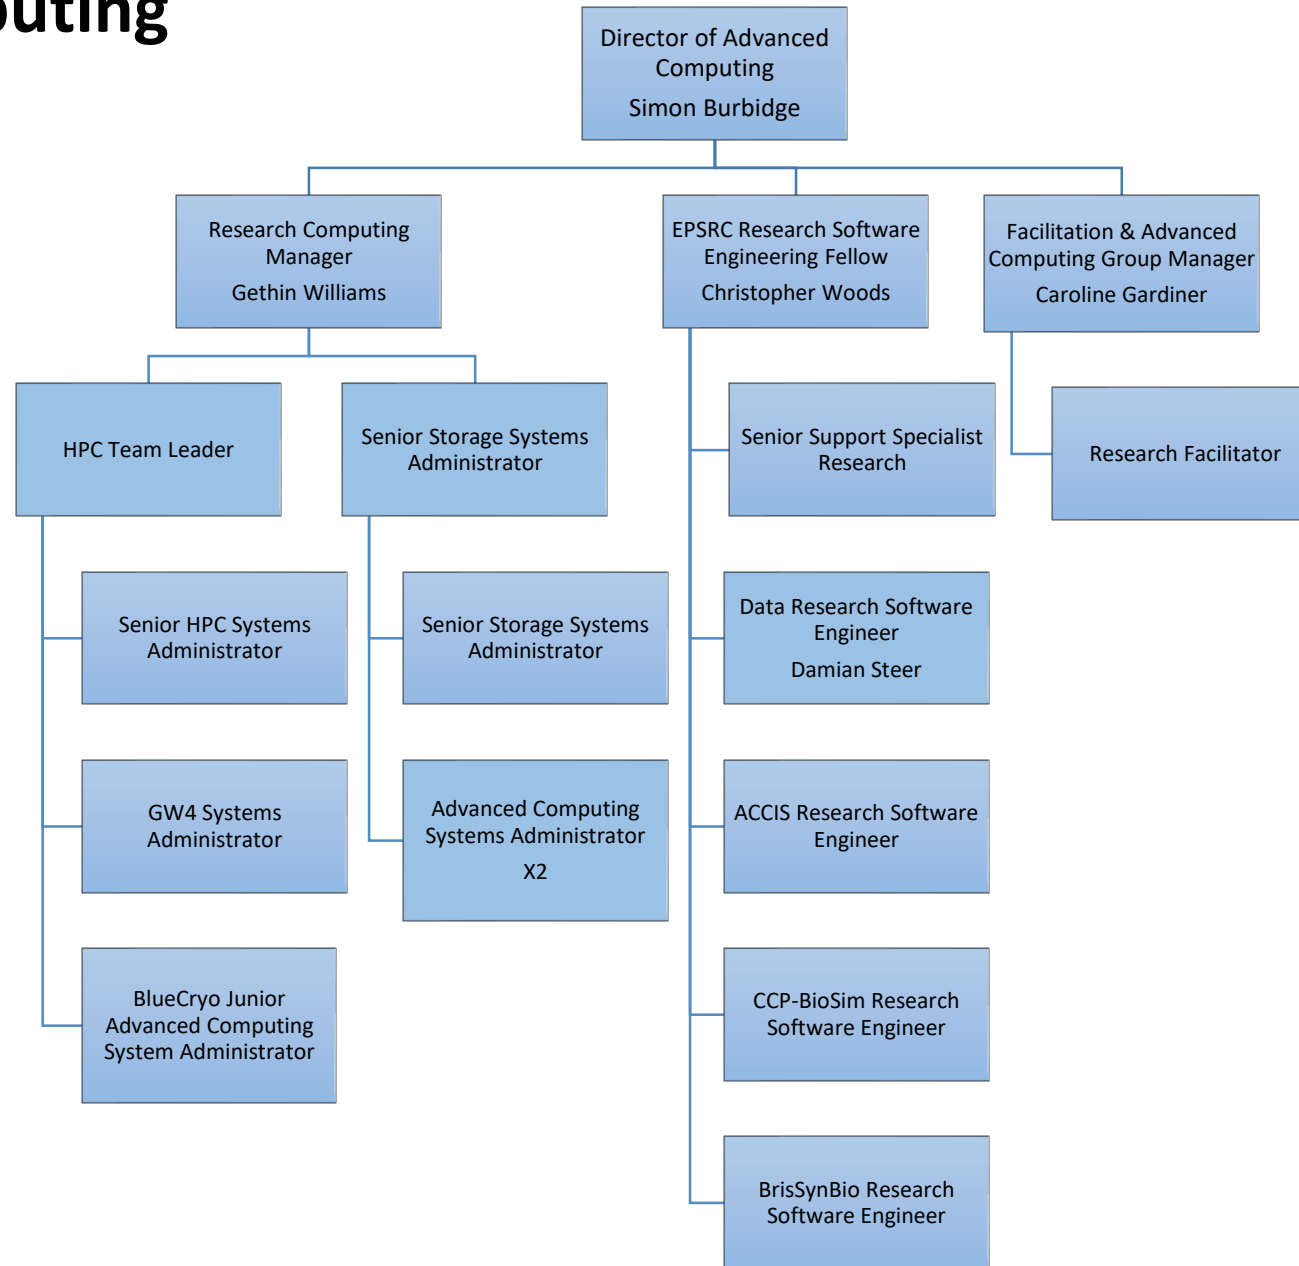 puting
Director of Advanced
Computing
Simon Burbidge
Research Computing
Manager
Gethin Williams
EPSRC Research Software
Engineering Fellow
Christopher Woods
Facilitation & Advanced
Computing Group Manager
Caroline Gardiner
HPC Team Leader
Senior Storage Systems
Administrator
Senior Support Specialist
Research
Research Facilitator
Senior HPC Systems
Administrator
Senior Storage Systems
Administrator
Data Research Software
Engineer
Damian Steer
GW4 Systems
Administrator
Advanced Computing
Systems Administrator
X2
ACCIS Research Software
Engineer
BlueCryo Junior
Advanced Computing
System Administrator
CCP-BioSim Research
Software Engineer
BrisSynBio Research
Software Engineer